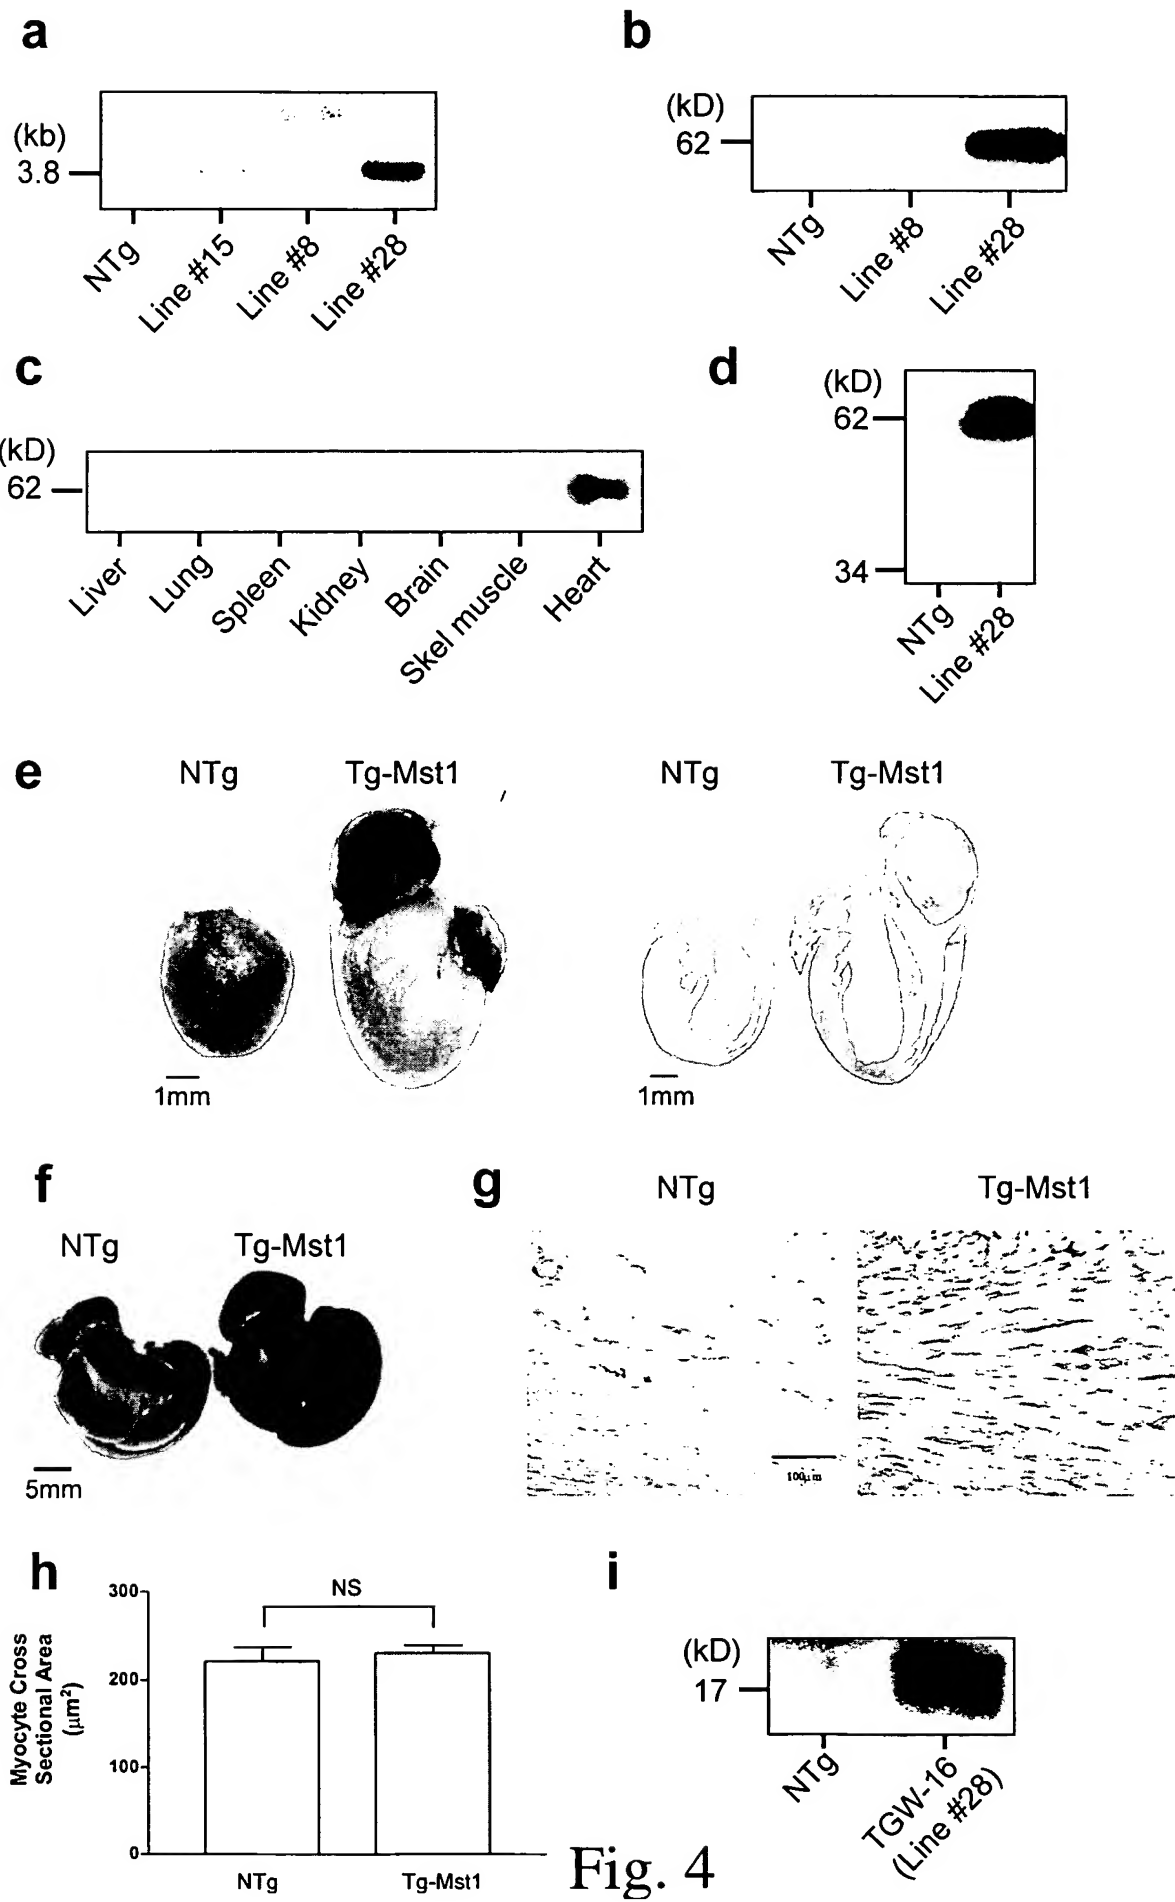 a
(kb)
3.8
NTg
Line #15
Line #8
Line #28
b
(kD)
62
NTg
Line #8
Line #28
c
(kD)
62
Liver
Lung
Spleen
Kidney
Brain
Skel muscle
Heart
d
(kD)
62
34
NTg
Line #28
e
NTg
Tg-Mst1
1mm
NTg
Tg-Mst1
1mm
f
NTg
Tg-Mst1
5mm
g
NTg
Tg-Mst1
100μm
h
Myocyte Cross
Sectional Area
(μm²)
300
200
100
0
NS
NTg
Tg-Mst1
i
(kD)
17
NTg
TGW-16
(Line #28)
Fig. 4